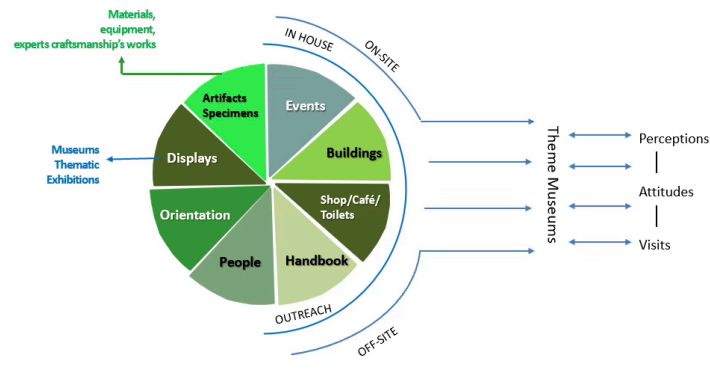 Materials,
equipment,
experts craftsmanship's works
IN HOUSE
ON-SITE
Artifacts
Specimens
Events
Buildings
Museums
Thematic
Exhibitions
Displays
Shop/Café/
Toilets
Orientation
People
Handbook
OUTREACH
OFF-SITE
Theme Museums
Perceptions
Attitudes
Visits